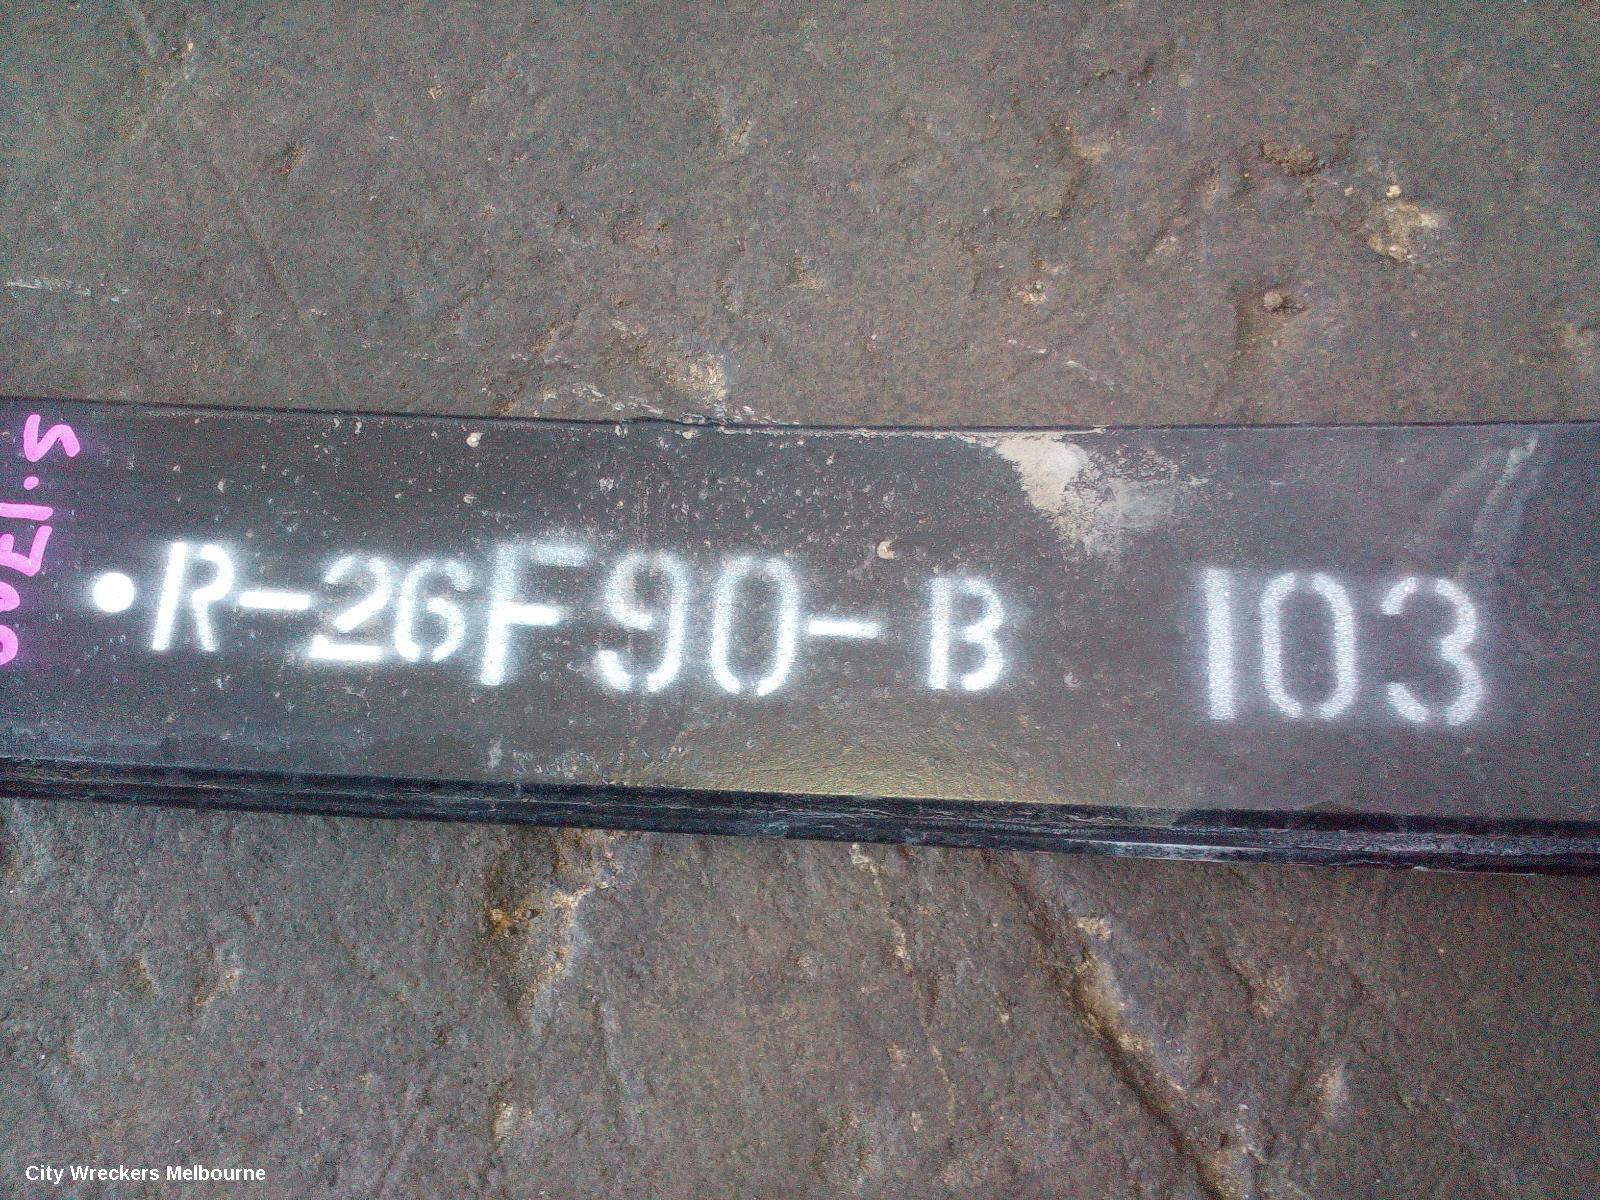 •R-26F90-B 103
City Wreckers Melbourne